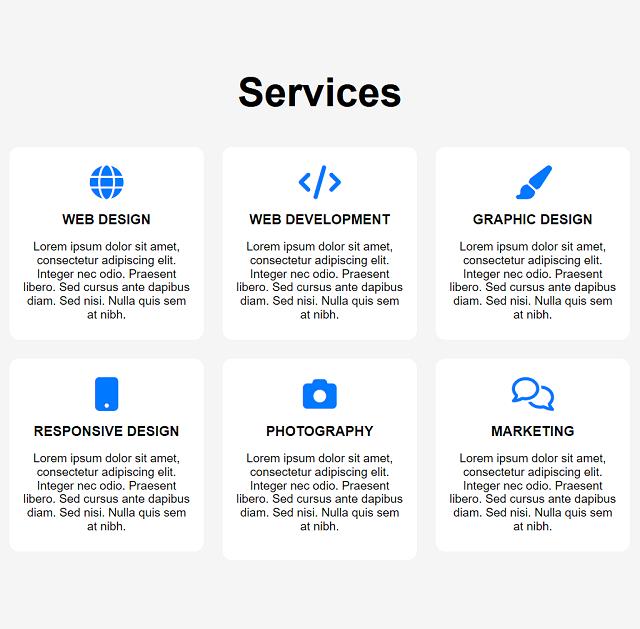 Services
WEB DESIGN
Lorem ipsum dolor sit amet,
consectetur adipiscing elit.
Integer nec odio. Praesent
libero. Sed cursus ante dapibus
diam. Sed nisi. Nulla quis sem
at nibh.
WEB DEVELOPMENT
Lorem ipsum dolor sit amet,
consectetur adipiscing elit.
Integer nec odio. Praesent
libero. Sed cursus ante dapibus
diam. Sed nisi. Nulla quis sem
at nibh.
GRAPHIC DESIGN
Lorem ipsum dolor sit amet,
consectetur adipiscing elit.
Integer nec odio. Praesent
libero. Sed cursus ante dapibus
diam. Sed nisi. Nulla quis sem
at nibh.
RESPONSIVE DESIGN
Lorem ipsum dolor sit amet,
consectetur adipiscing elit.
Integer nec odio. Praesent
libero. Sed cursus ante dapibus
diam. Sed nisi. Nulla quis sem
at nibh.
PHOTOGRAPHY
Lorem ipsum dolor sit amet,
consectetur adipiscing elit.
Integer nec odio. Praesent
libero. Sed cursus ante dapibus
diam. Sed nisi. Nulla quis sem
at nibh.
MARKETING
Lorem ipsum dolor sit amet,
consectetur adipiscing elit.
Integer nec odio. Praesent
libero. Sed cursus ante dapibus
diam. Sed nisi. Nulla quis sem
at nibh.